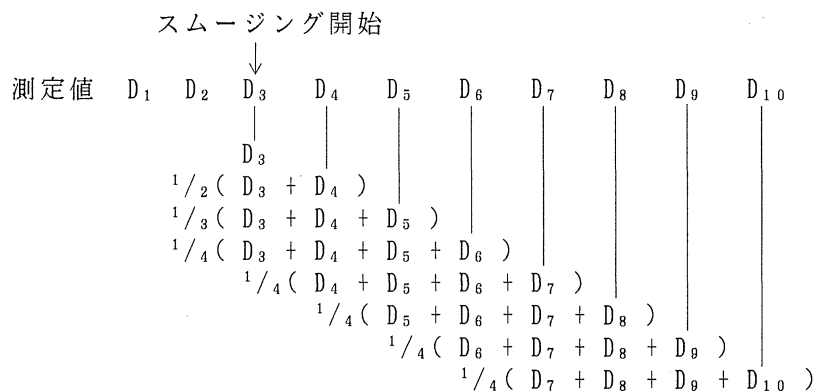 スムージング開始
測定値 D₁ D₂ D₃ D₄ D₅ D₆ D₇ D₈ D₉ D₁₀
D₃
¹/₂( D₃ + D₄ )
¹/₃( D₃ + D₄ + D₅ )
¹/₄( D₃ + D₄ + D₅ + D₆ )
¹/₄( D₄ + D₅ + D₆ + D₇ )
¹/₄( D₅ + D₆ + D₇ + D₈ )
¹/₄( D₆ + D₇ + D₈ + D₉ )
¹/₄( D₇ + D₈ + D₉ + D₁₀ )